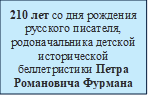 210 лет со дня рождения
русского писателя,
родоначальника детской
исторической
беллетристики Петра
Романовича Фурмана